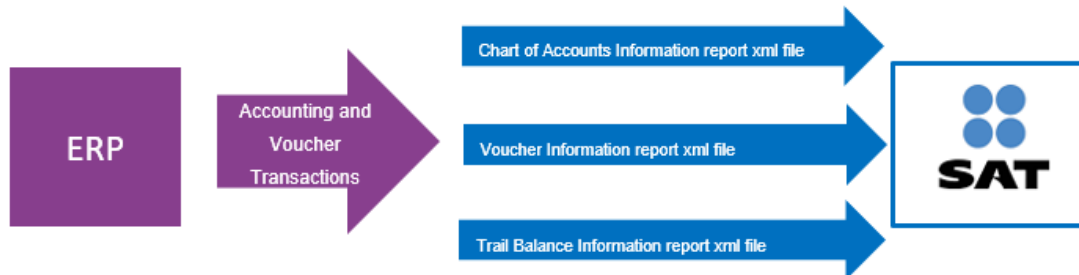 Chart of Accounts Information report xml file
ERP
Accounting and
Voucher
Transactions
Voucher Information report xml file
SAT
Trail Balance Information report xml file